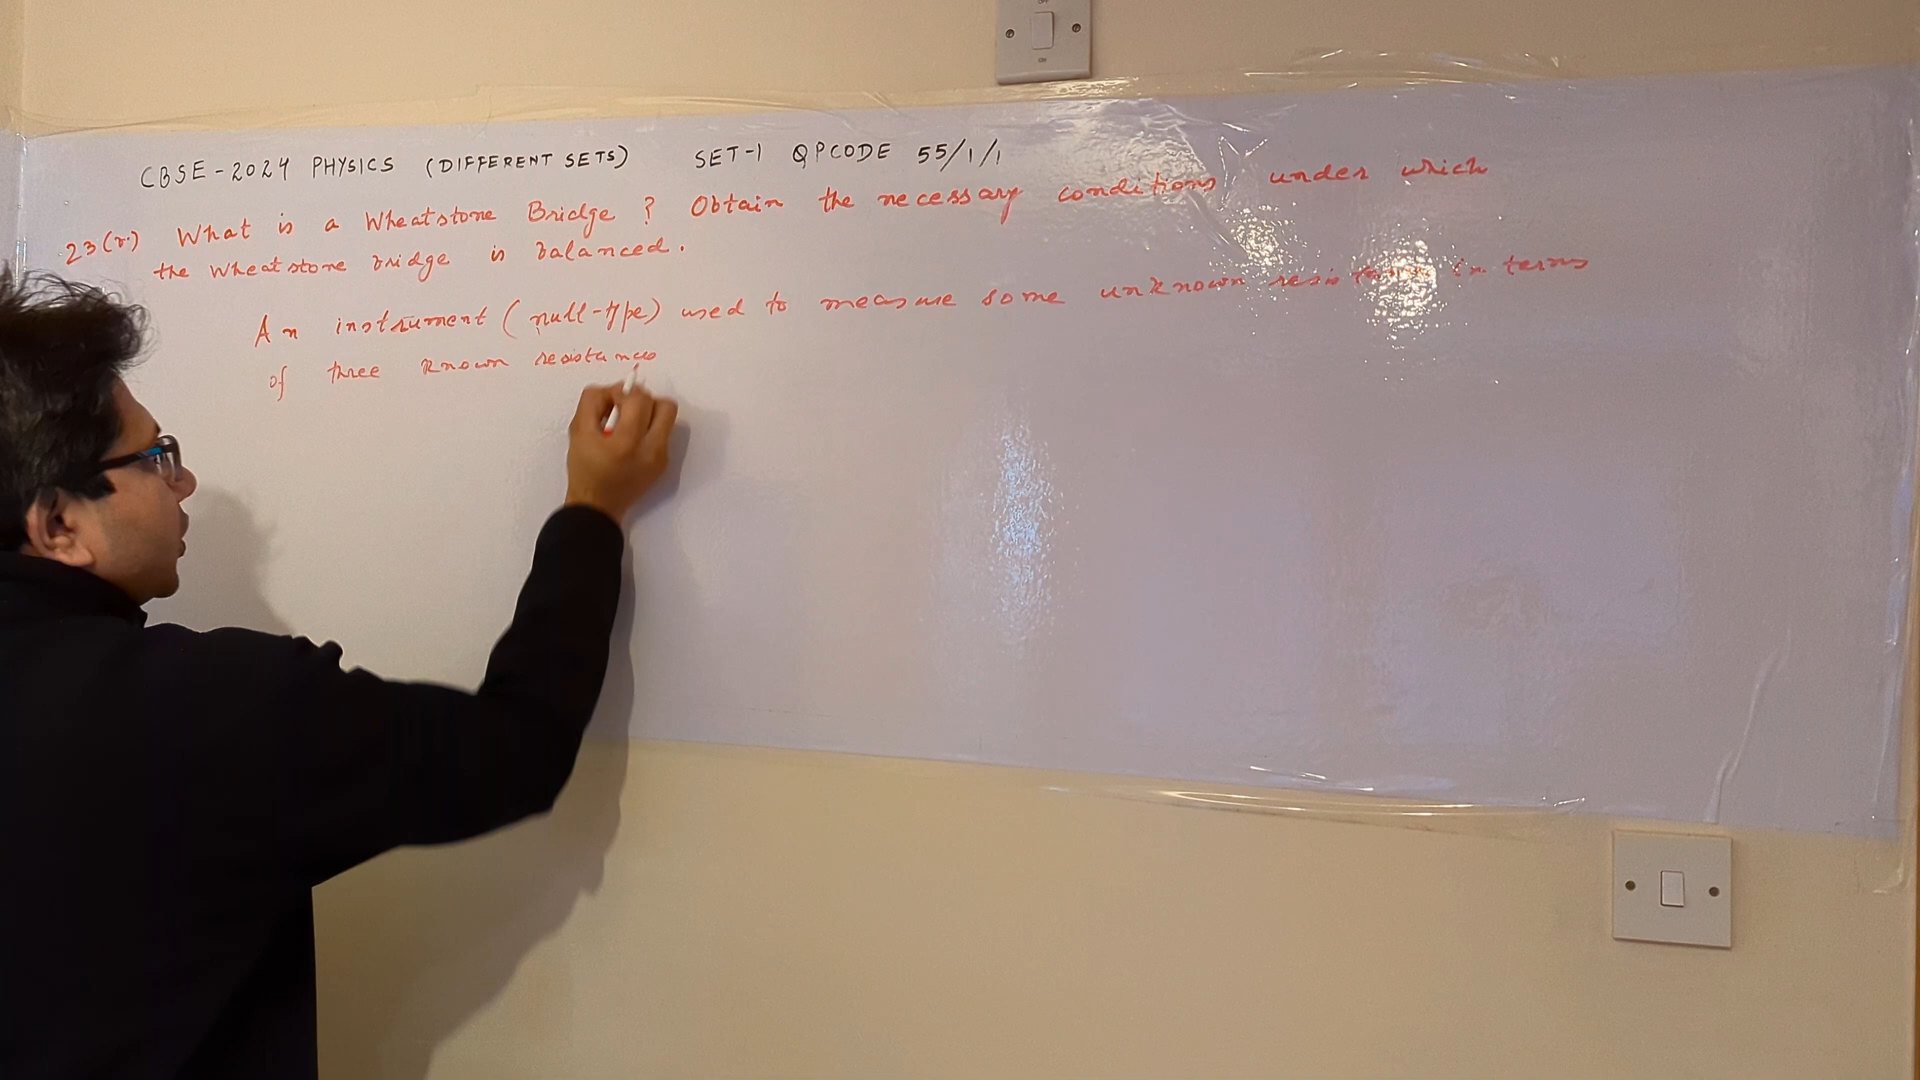 CBSE-2024 PHYSICS (DIFFERENT SETS) SET-1 QPCODE 55/1/1
What is a Wheatstone Bridge? Obtain the necessary conditions, under which
the Wheatstone bridge is balanced.
An instrument (null-type) used to measure some unknown resistance in terms
of three known resistances